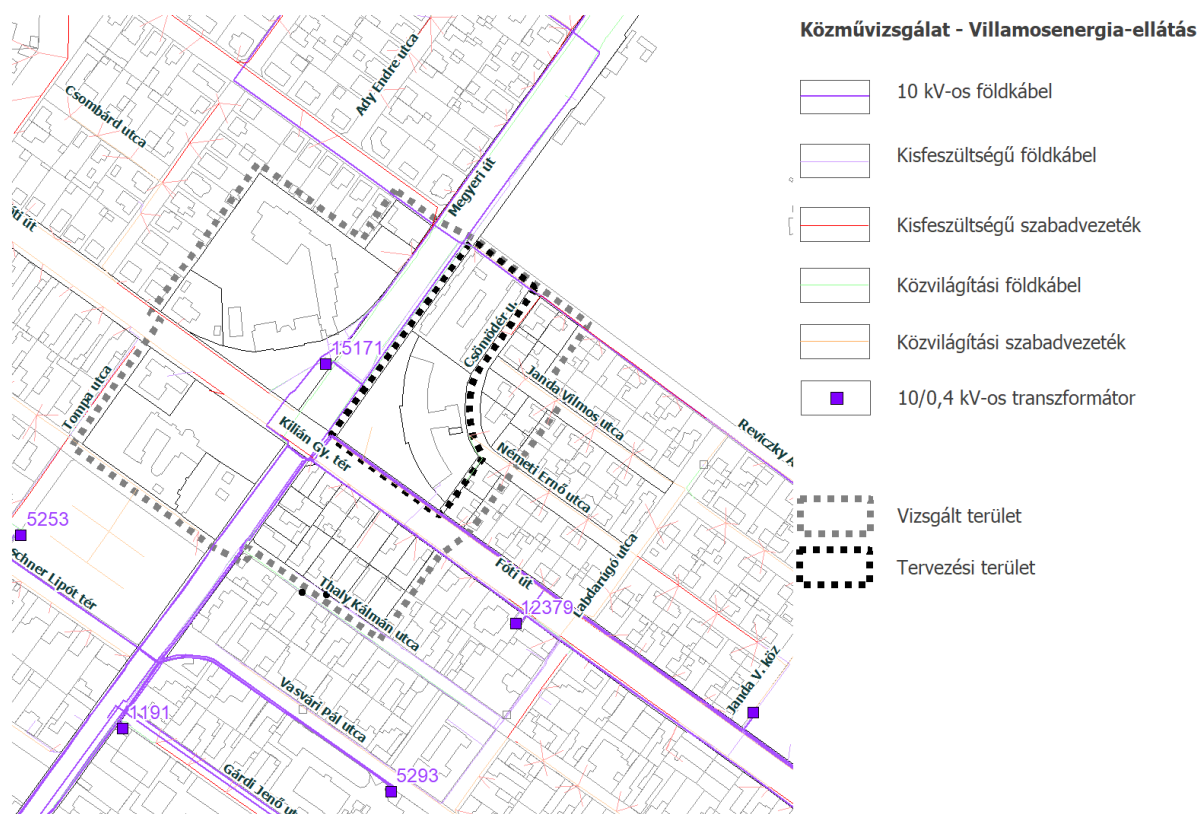 Közművizsgálat - Villamosenergia-ellátás
10 kV-os földkábel
Kisfeszültségű földkábel
Kisfeszültségű szabadvezeték
Közvilágítási földkábel
Közvilágítási szabadvezeték
10/0,4 kV-os transzformátor
Vizsgált terület
Tervezési terület
Ady Endre utca
Csombárd utca
Megyeri út
ti út
Csömödér u.
15171
Tompa utca
Janda Vilmos utca
Kilián Gy. tér
Reviczky
Németi Ernő utca
5253
schner Lipót tér
Fóti út
Labdarúgó utca
Thaly Kálmán utca
12379
Janda V. köz
Vasvári Pál utca
1191
5293
Gárdi Jenő u